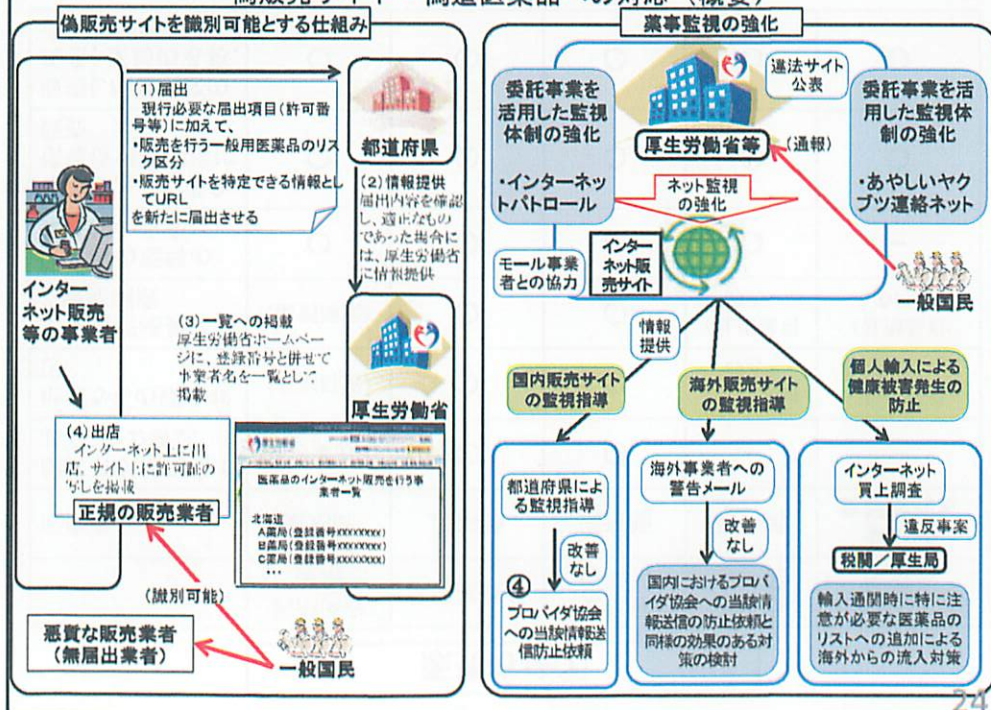 偽販売サイト・偽造医薬品への対応（概要）
偽販売サイトを識別可能とする仕組み
(1)届出
現行必要な届出項目(許可番
号等)に加えて、
・販売を行う一般用医薬品のリス
ク区分
・販売サイトを特定できる情報とし
てURL
を新たに届出させる
都道府県
(2)情報提供
届出内容を確認
し、適正なもの
であった場合に
は、厚生労働省
に情報提供
インター
ネット販売
等の事業者
(3)一覧への掲載
厚生労働省ホームペー
ジに、登録番号と併せて
事業者名を一覧として
掲載
厚生労働省
(4)出店
インターネット上に出
店。サイト上に許可証の
写しを掲載
正規の販売業者
厚生労働省
医薬品のインターネット販売を行う事
業者一覧
北海道
A薬局(登録番号xxxxxxxx)
B薬局(登録番号xxxxxxxx)
C薬局(登録番号xxxxxxxx)
・・・
(識別可能)
悪質な販売業者
(無届出業者)
一般国民
薬事監視の強化
委託事業を
活用した監視
体制の強化
・インターネッ
トパトロール
違法サイト
公表
厚生労働省等
(通報)
委託事業を活
用した監視体
制の強化
・あやしいヤク
ブツ連絡ネット
ネット監視
の強化
インター
ネット販
売サイト
モール事業
者との協力
一般国民
情報
提供
国内販売サイト
の監視指導
海外販売サイト
の監視指導
個人輸入による
健康被害発生の
防止
都道府県によ
る監視指導
改善
なし
④
プロバイダ協会
への当該情報送
信防止依頼
海外事業者への
警告メール
改善
なし
国内におけるプロバ
イダ協会への当該情
報送信の防止依頼と
同様の効果のある対
策の検討
インターネット
買上調査
違反事案
税関／厚生局
輸入通関時に特に注
意が必要な医薬品の
リストへの追加による
海外からの流入対策
24